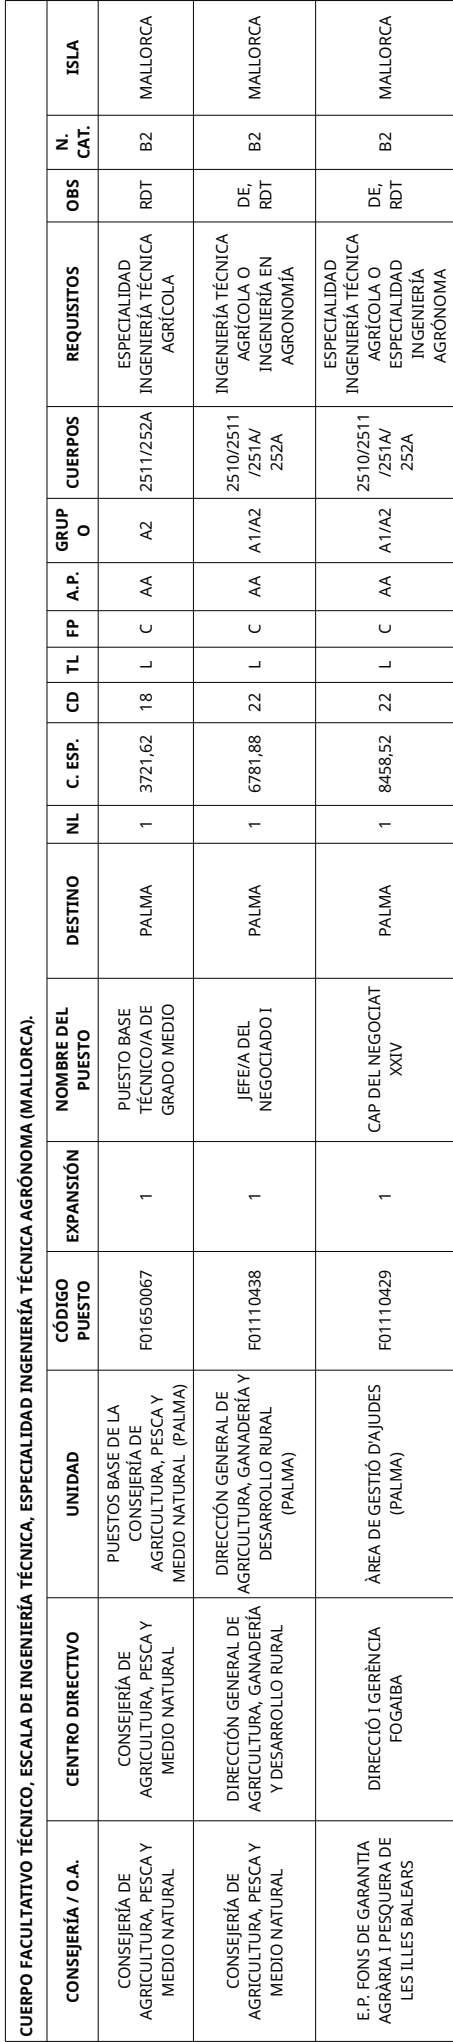 CUERPO FACULTATIVO TÉCNICO, ESCALA DE INGENIERÍA TÉCNICA, ESPECIALIDAD INGENIERÍA TÉCNICA AGRÓNOMA (MALLORCA).
CONSEJERÍA / O.A.
CENTRO DIRECTIVO
UNIDAD
CÓDIGO
PUESTO
EXPANSIÓN
NOMBRE DEL
PUESTO
DESTINO
NL
C. ESP.
CD
TL
FP
A.P.
GRUP
O
CUERPOS
REQUISITOS
OBS
N.
CAT.
ISLA
CONSEJERÍA DE
AGRICULTURA, PESCA Y
MEDIO NATURAL
CONSEJERÍA DE
AGRICULTURA, PESCA Y
MEDIO NATURAL
PUESTOS BASE DE LA
CONSEJERÍA DE
AGRICULTURA, PESCA Y
MEDIO NATURAL (PALMA)
F01650067
1
PUESTO BASE
TÉCNICO/A DE
GRADO MEDIO
PALMA
1
3721,62
18
L
C
AA
A2
2511/252A
ESPECIALIDAD
INGENIERÍA TÉCNICA
AGRÍCOLA
RDT
B2
MALLORCA
CONSEJERÍA DE
AGRICULTURA, PESCA Y
MEDIO NATURAL
DIRECCIÓN GENERAL DE
AGRICULTURA, GANADERÍA
Y DESARROLLO RURAL
DIRECCIÓN GENERAL DE
AGRICULTURA, GANADERÍA Y
DESARROLLO RURAL
(PALMA)
F01110438
1
JEFE/A DEL
NEGOCIADO I
PALMA
1
6781,88
22
L
C
AA
A1/A2
2510/2511
/251A/
252A
INGENIERÍA TÉCNICA
AGRÍCOLA O
INGENIERÍA EN
AGRONOMÍA
DE,
RDT
B2
MALLORCA
E.P. FONS DE GARANTIA
AGRÀRIA I PESQUERA DE
LES ILLES BALEARS
DIRECCIÓ I GERÈNCIA
FOGAIBA
ÀREA DE GESTIÓ D'AJUDES
(PALMA)
F01110429
1
CAP DEL NEGOCIAT
XXIV
PALMA
1
8458,52
22
L
C
AA
A1/A2
2510/2511
/251A/
252A
ESPECIALIDAD
INGENIERÍA TÉCNICA
AGRÍCOLA O
ESPECIALIDAD
INGENIERÍA
AGRÓNOMA
DE,
RDT
B2
MALLORCA